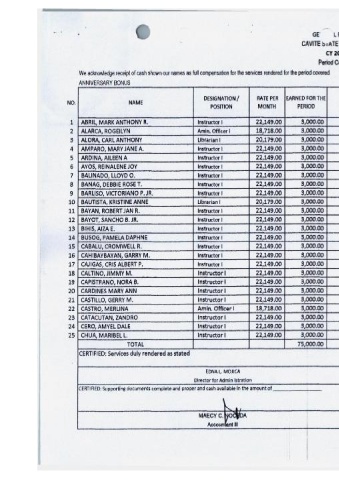 CAVITE
We acknowledge receipt of cash shown our names as full compensation for the services rendered for the period covered
ANNIVERSARY BONUS
NO. NAME DESIGNATION / POSITION RATE PER MONTH EARNED FOR THE PERIOD
1 ABRIL, MARK ANTHONY R. Instructor I 22,149.00 3,000.00
2 ALARCA, ROGELYN Amin. Officer I 18,718.00 3,000.00
3 ALORA, CARL ANTHONY Librarian I 20,179.00 3,000.00
4 AMPARO, MARY JANE A. Instructor I 22,149.00 3,000.00
5 ARDINA, AILEEN A Instructor I 22,149.00 3,000.00
6 AYOS, REINALENE JOY Instructor I 22,149.00 3,000.00
7 BALINADO, LLOYD O. Instructor I 22,149.00 3,000.00
8 BANAG, DEBBIE ROSE T. Instructor I 22,149.00 3,000.00
9 BARUSO, VICTORIANO P. JR. Instructor I 22,149.00 3,000.00
10 BAUTISTA, KRISTINE ANNE Librarian I 20,179.00 3,000.00
11 BAYAN, ROBERT JAN R. Instructor I 22,149.00 3,000.00
12 BAYOT, SANCHO B. JR. Instructor I 22,149.00 3,000.00
13 BIHIS, AIZA E. Instructor I 22,149.00 3,000.00
14 BUSOG, PAMELA DAPHNE Instructor I 22,149.00 3,000.00
15 CABALU, CROMWELL R. Instructor I 22,149.00 3,000.00
16 CAHIBAYBAYAN, GARRY M. Instructor I 22,149.00 3,000.00
17 CAJIGAS, CRIS ALBERT P. Instructor I 22,149.00 3,000.00
18 CALTINO, JIMMY M. Instructor I 22,149.00 3,000.00
19 CAPISTRANO, NORA B. Instructor I 22,149.00 3,000.00
20 CARDINES MARY ANN Instructor I 22,149.00 3,000.00
21 CASTILLO, GERRY M. Instructor I 22,149.00 3,000.00
22 CASTRO, MERLINA Amin. Officer I 18,718.00 3,000.00
23 CATACUTAN, ZANDRO Instructor I 22,149.00 3,000.00
24 CERO, AMYEL DALE Instructor I 22,149.00 3,000.00
25 CHUA, MARIBEL L. Instructor I 22,149.00 3,000.00
TOTAL 75,000.00
CERTIFIED: Services duly rendered as stated
EDNA L. MOJICA
Director for Administration
CERTIFIED: Supporting documents complete and proper and cash available in the amount of
MAECY C.
Accountant III